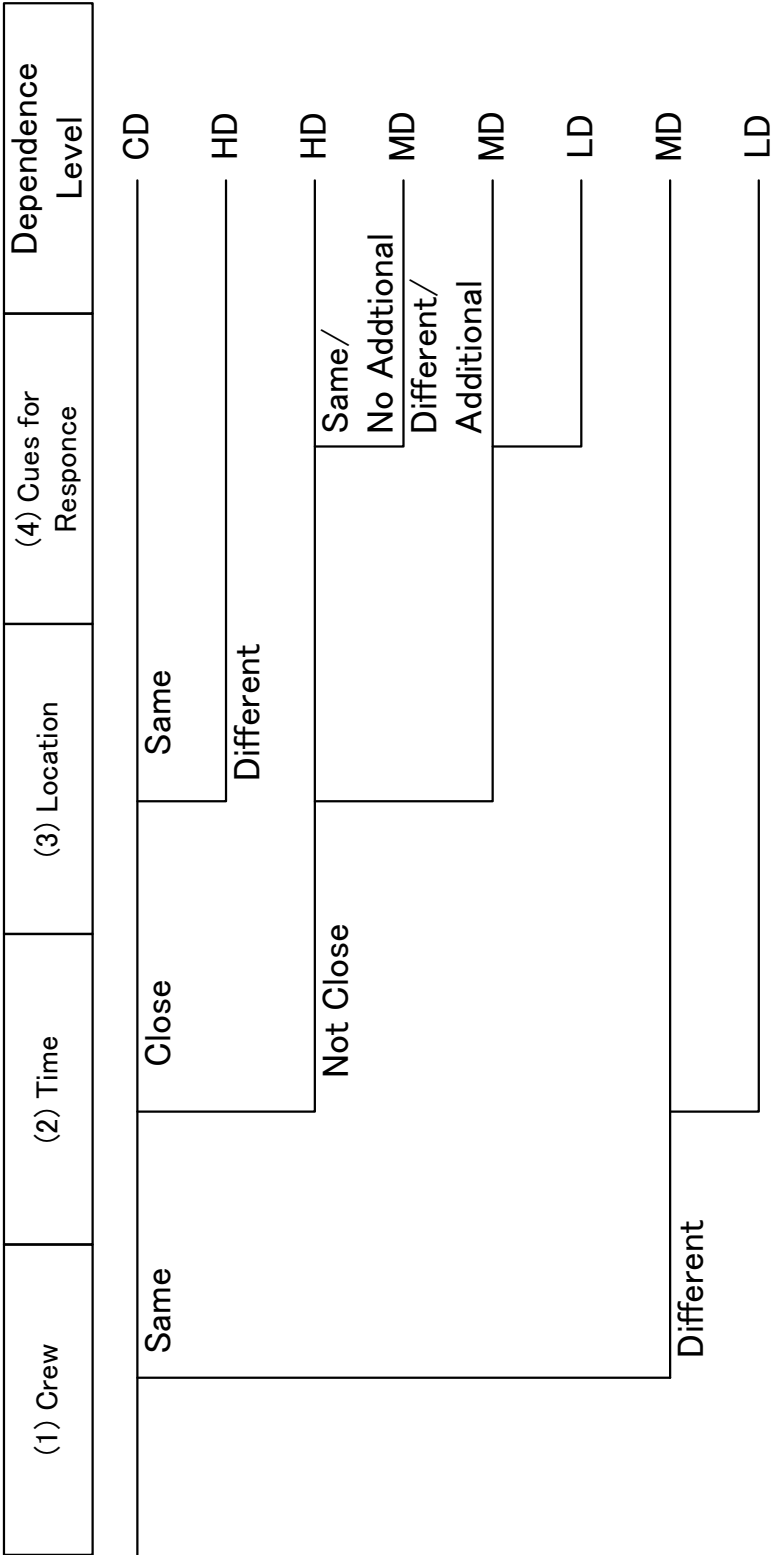 (1) Crew
(2) Time
(3) Location
(4) Cues for
Responce
Dependence
Level
Same
Close
Same
CD
HD
Different
Not Close
HD
Same/
No Addtional
MD
Different/
Additional
MD
LD
Different
MD
LD